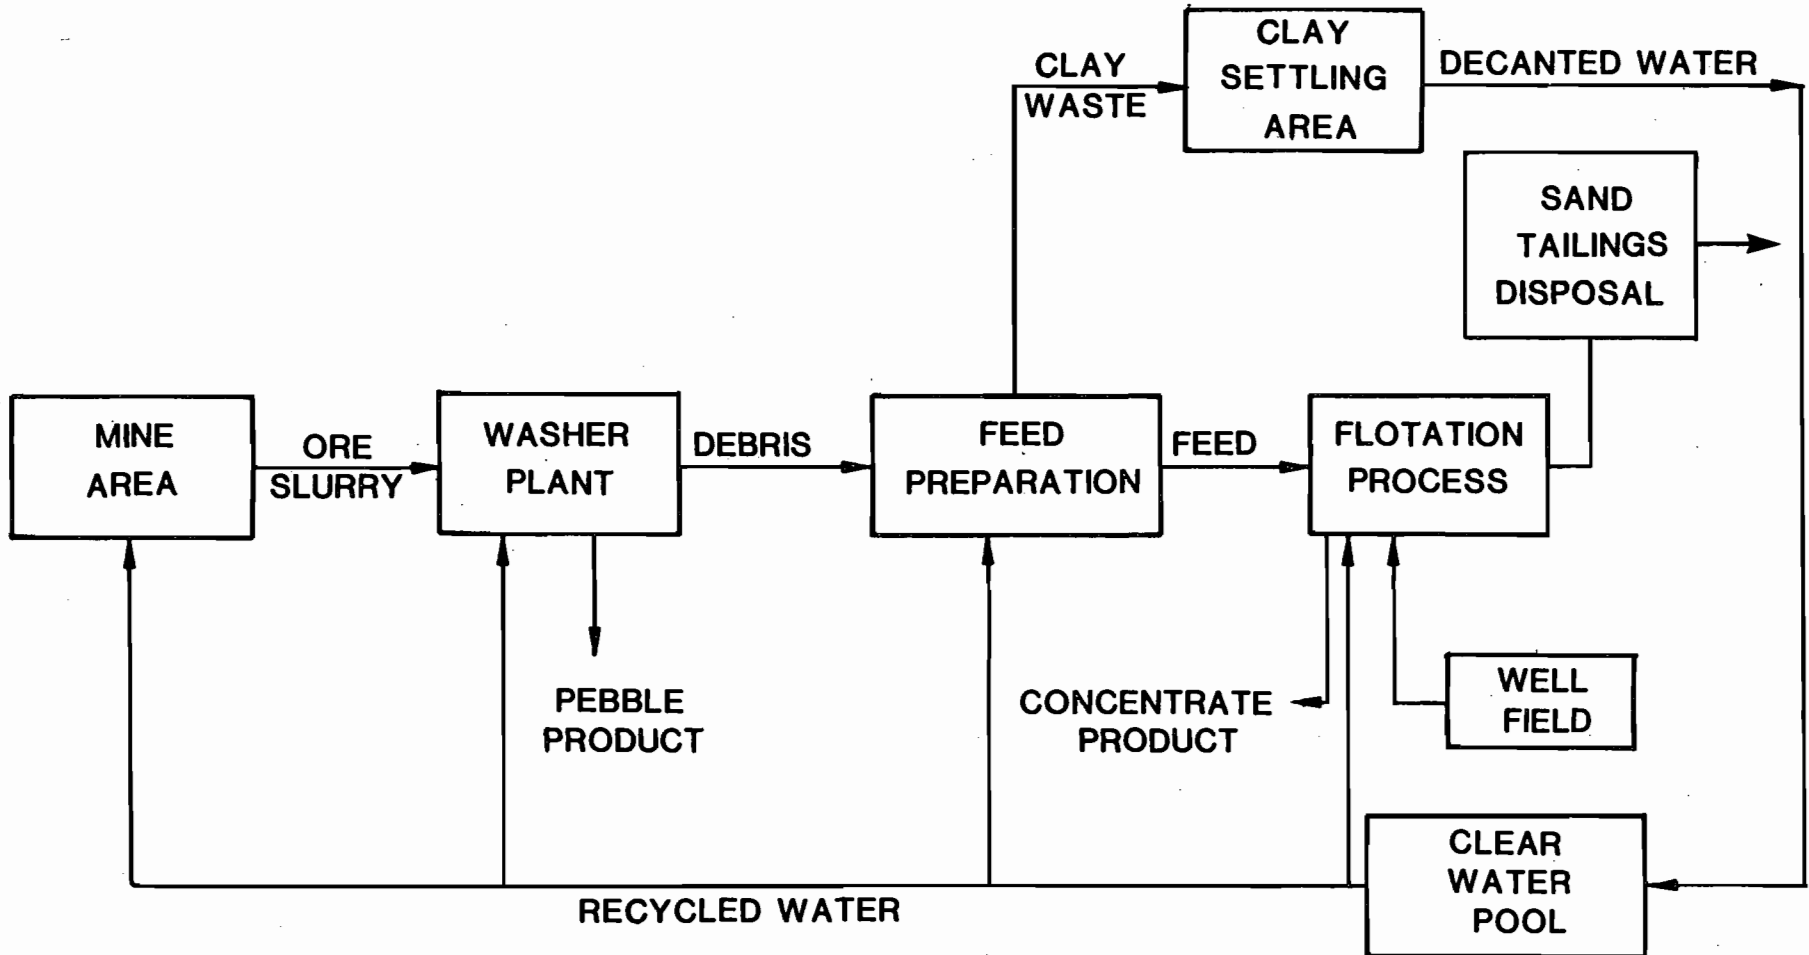 CLAY
SETTLING
AREA
CLAY
WASTE
DECANTED WATER
SAND
TAILINGS
DISPOSAL
MINE
AREA
ORE
SLURRY
WASHER
PLANT
DEBRIS
FEED
PREPARATION
FEED
FLOTATION
PROCESS
PEBBLE
PRODUCT
CONCENTRATE
PRODUCT
WELL
FIELD
CLEAR
WATER
POOL
RECYCLED WATER